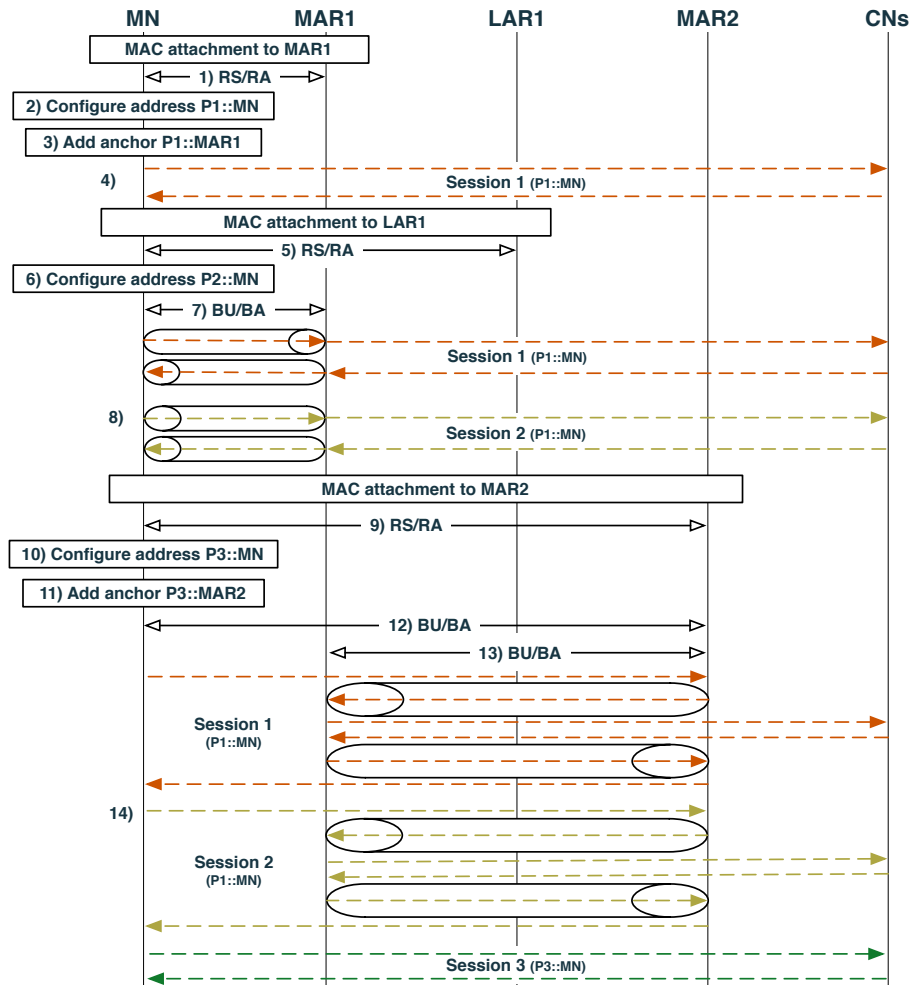 MN MAR1 LAR1 MAR2 CNs
MAC attachment to MAR1
1) RS/RA
2) Configure address P1::MN
3) Add anchor P1::MAR1
4)
Session 1 (P1::MN)
MAC attachment to LAR1
5) RS/RA
6) Configure address P2::MN
7) BU/BA
Session 1 (P1::MN)
8)
Session 2 (P1::MN)
MAC attachment to MAR2
9) RS/RA
10) Configure address P3::MN
11) Add anchor P3::MAR2
12) BU/BA
13) BU/BA
Session 1
(P1::MN)
14)
Session 2
(P1::MN)
Session 3 (P3::MN)